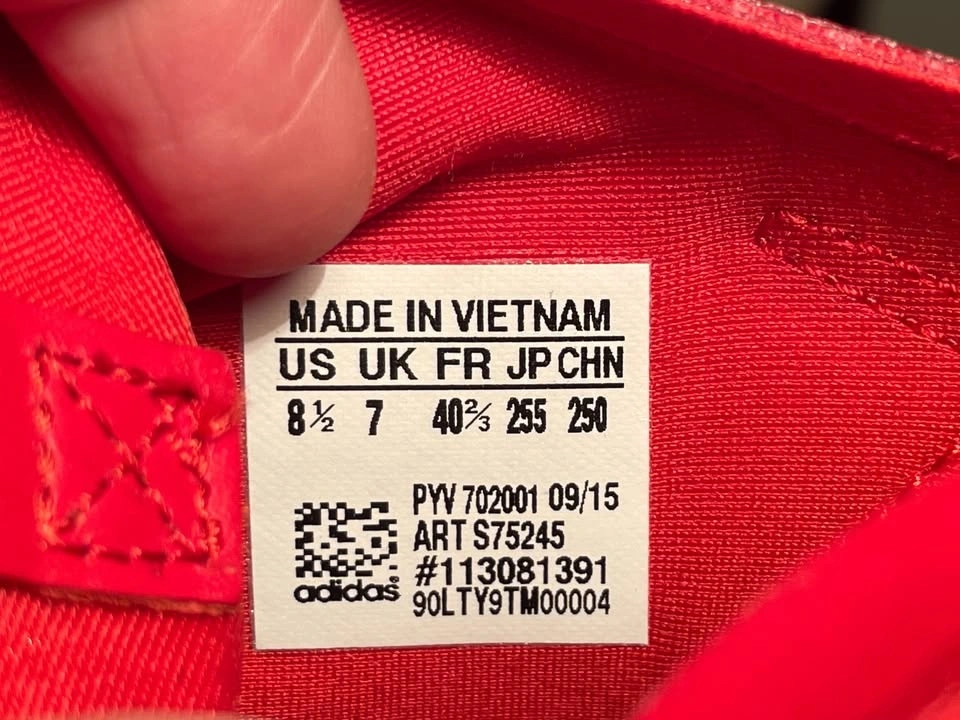 MADE IN VIETNAM
US UK FR JP CHN
8½ 7 40⅔ 255 250
PYV 702001 09/15
ART S75245
#113081391
90LTY9TM00004
adidas®